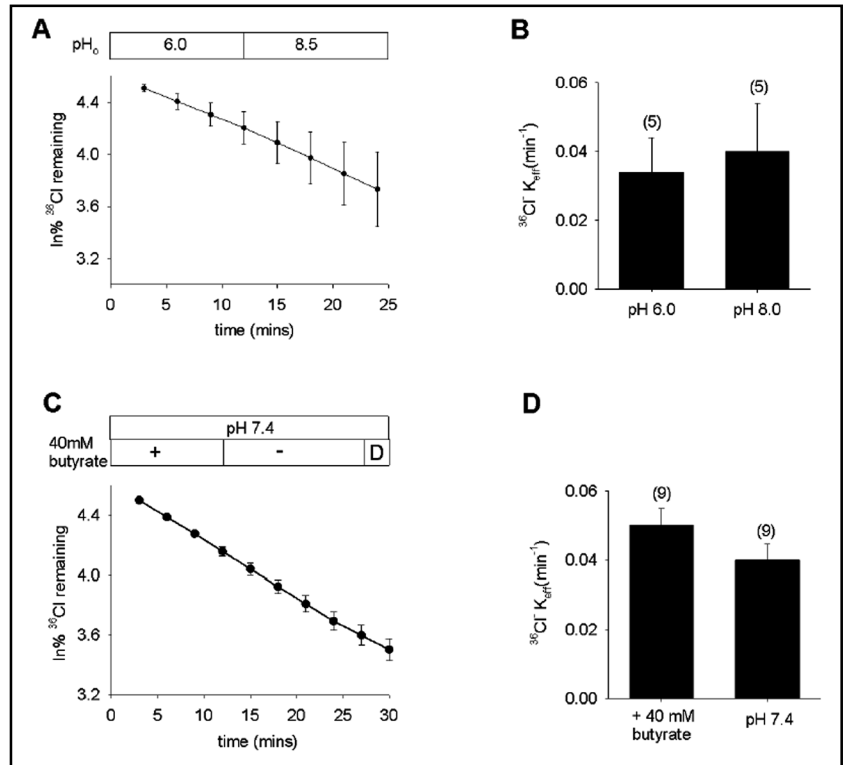 A
pHₒ 6.0 8.5
ln% ³⁶Cl remaining
4.4
4.0
3.6
3.2
0 5 10 15 20 25
time (mins)
B
³⁶Cl⁻ Kₑff(min⁻¹)
0.06
0.04
0.02
0.00
(5) (5)
pH 6.0 pH 8.0
C
pH 7.4
40mM
butyrate + - D
ln% ³⁶Cl remaining
4.4
4.0
3.6
3.2
0 5 10 15 20 25 30
time (mins)
D
³⁶Cl⁻ Kₑff(min⁻¹)
0.06
0.04
0.02
0.00
(9) (9)
+ 40 mM pH 7.4
butyrate